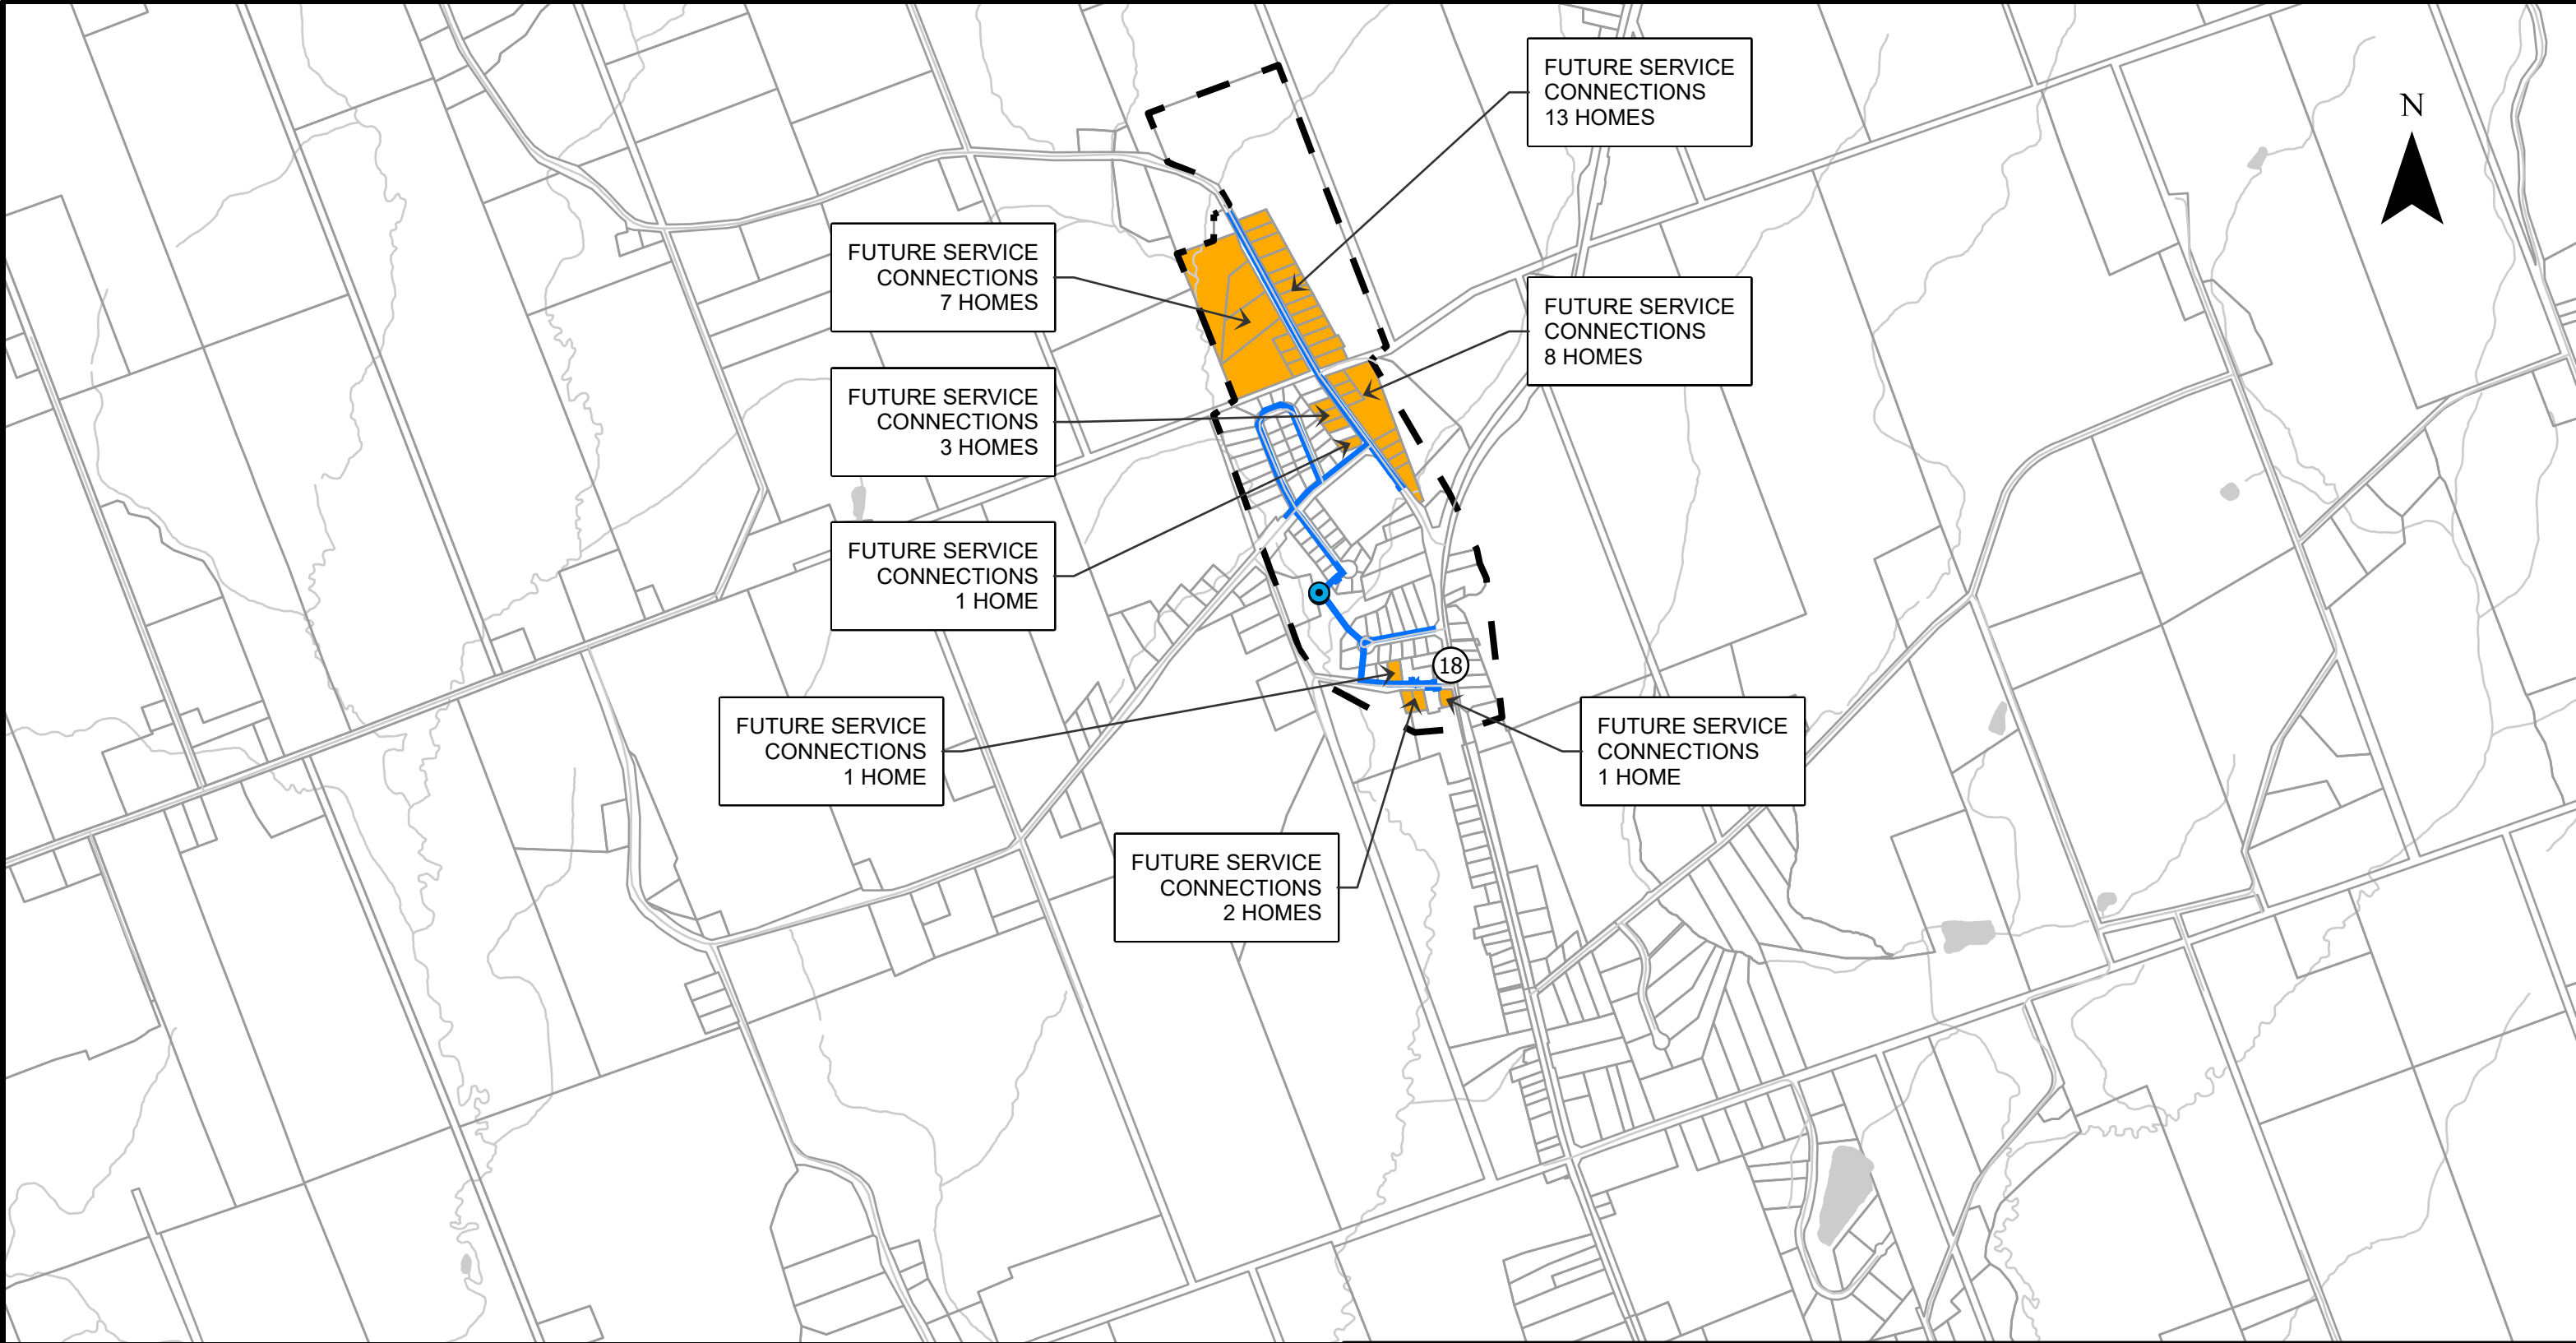 FUTURE SERVICE
CONNECTIONS
13 HOMES
N
FUTURE SERVICE
CONNECTIONS
7 HOMES
FUTURE SERVICE
CONNECTIONS
8 HOMES
FUTURE SERVICE
CONNECTIONS
3 HOMES
FUTURE SERVICE
CONNECTIONS
1 HOME
18
FUTURE SERVICE
CONNECTIONS
1 HOME
FUTURE SERVICE
CONNECTIONS
1 HOME
FUTURE SERVICE
CONNECTIONS
2 HOMES